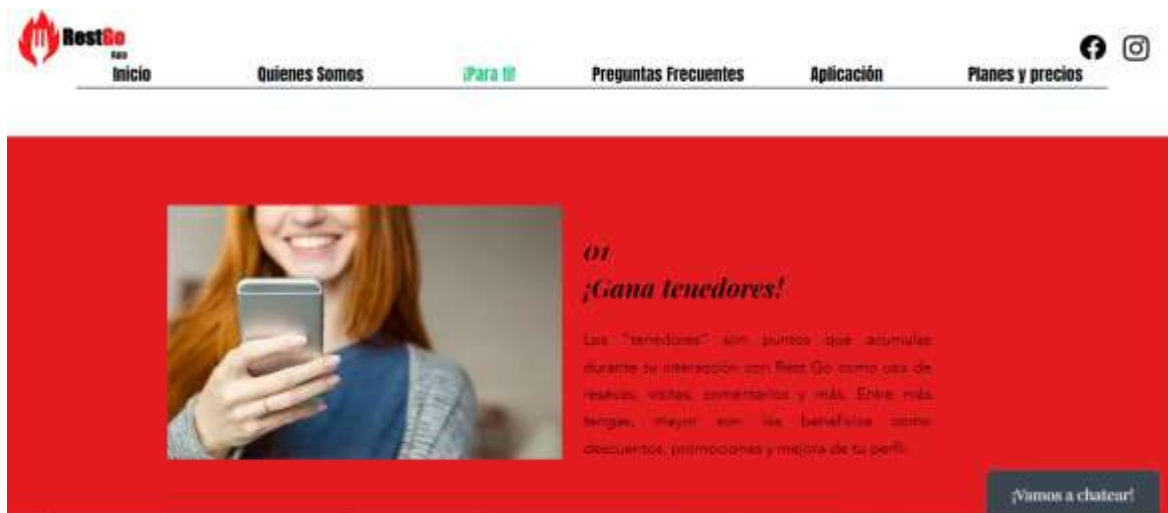 RestGo
App
Inicio
Quienes Somos
¡Para ti!
Preguntas Frecuentes
Aplicación
Planes y precios
01
¡Gana tenedores!
Los "tenedores" son puntos que acumulas
durante tu interacción con Rest Go como uso de
reservas, visitas, comentarios y más. Entre más
tengas, mayor son los beneficios como
descuentos, promociones y mejora de tu perfil.
¡Vamos a chatear!